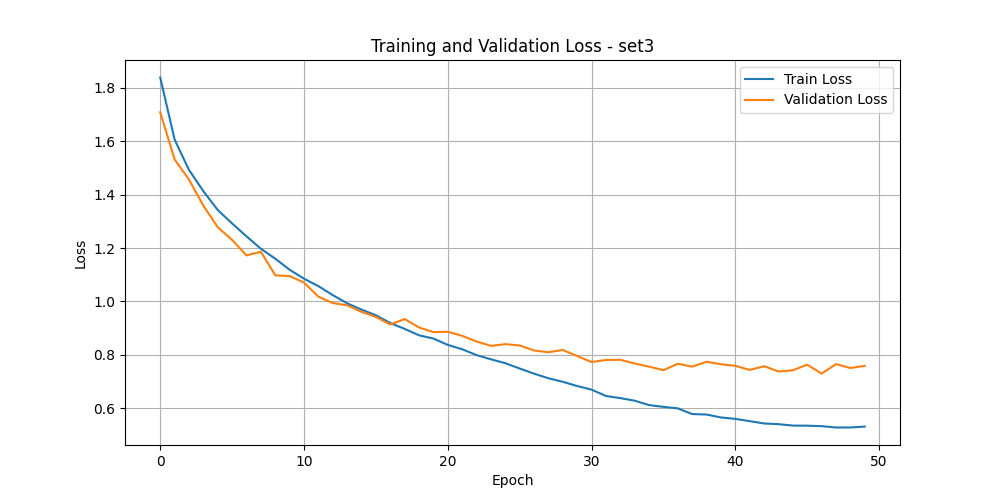 Training and Validation Loss - set3
Train Loss
Validation Loss
1.8
1.6
1.4
1.2
1.0
0.8
0.6
Loss
0 10 20 30 40 50
Epoch